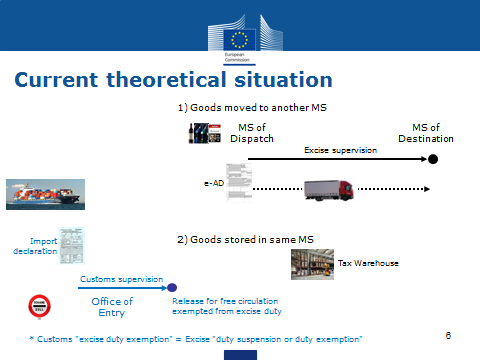 European
Commission
Current theoretical situation
1) Goods moved to another MS
MS of
Dispatch
MS of
Destination
Excise supervision
e-AD
Import
declaration
2) Goods stored in same MS
Tax Warehouse
Customs supervision
Office of
Entry
Release for free circulation
exempted from excise duty
* Customs "excise duty exemption" = Excise "duty suspension or duty exemption"
6